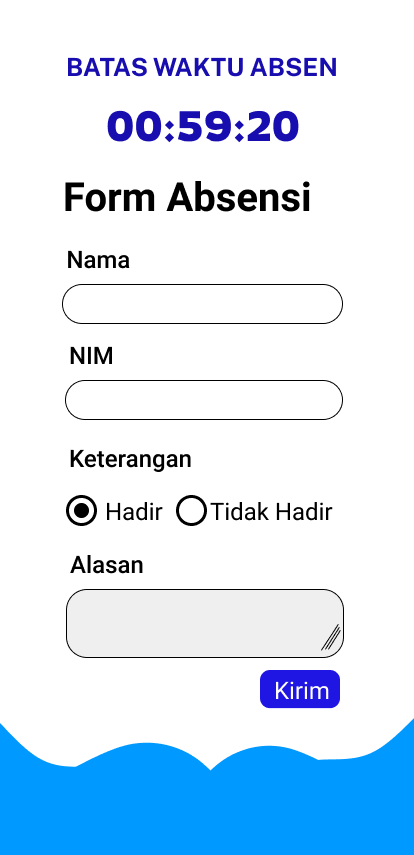 BATAS WAKTU ABSEN
00:59:20
Form Absensi
Nama
NIM
Keterangan
Hadir Tidak Hadir
Alasan
Kirim